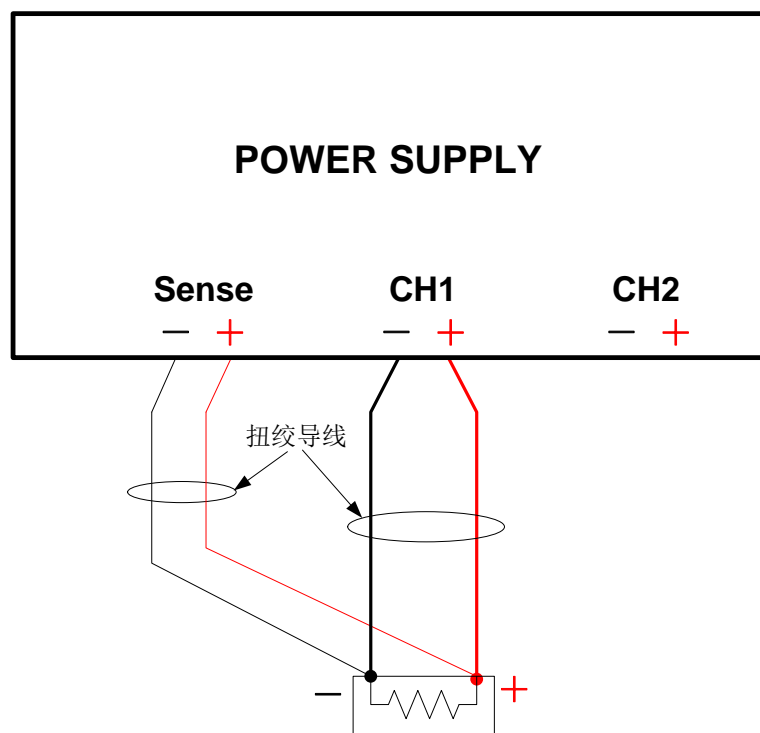 POWER SUPPLY
Sense CH1 CH2
− + − + − +
扭绞导线
− +